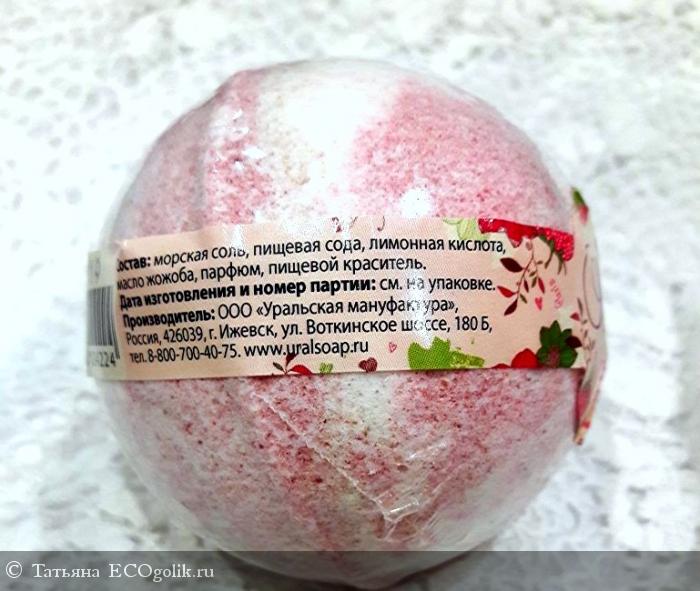 Состав: морская соль, пищевая сода, лимонная кислота,
масло жожоба, парфюм, пищевой краситель.
Дата изготовления и номер партии: см. на упаковке.
Производитель: ООО «Уральская мануфактура»,
Россия, 426039, г. Ижевск, ул. Воткинское шоссе, 180 Б,
тел. 8-800-700-40-75. www.uralsoap.ru
© Татьяна ECOgolik.ru